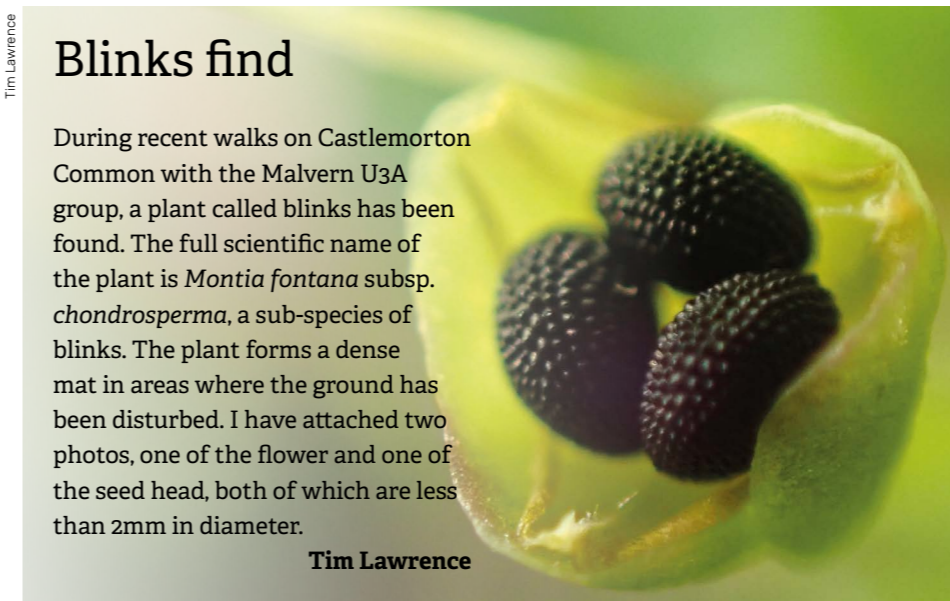 Tim Lawrence
Blinks find
During recent walks on Castlemorton
Common with the Malvern U3A
group, a plant called blinks has been
found. The full scientific name of
the plant is Montia fontana subsp.
chondrosperma, a sub-species of
blinks. The plant forms a dense
mat in areas where the ground has
been disturbed. I have attached two
photos, one of the flower and one of
the seed head, both of which are less
than 2mm in diameter.
Tim Lawrence